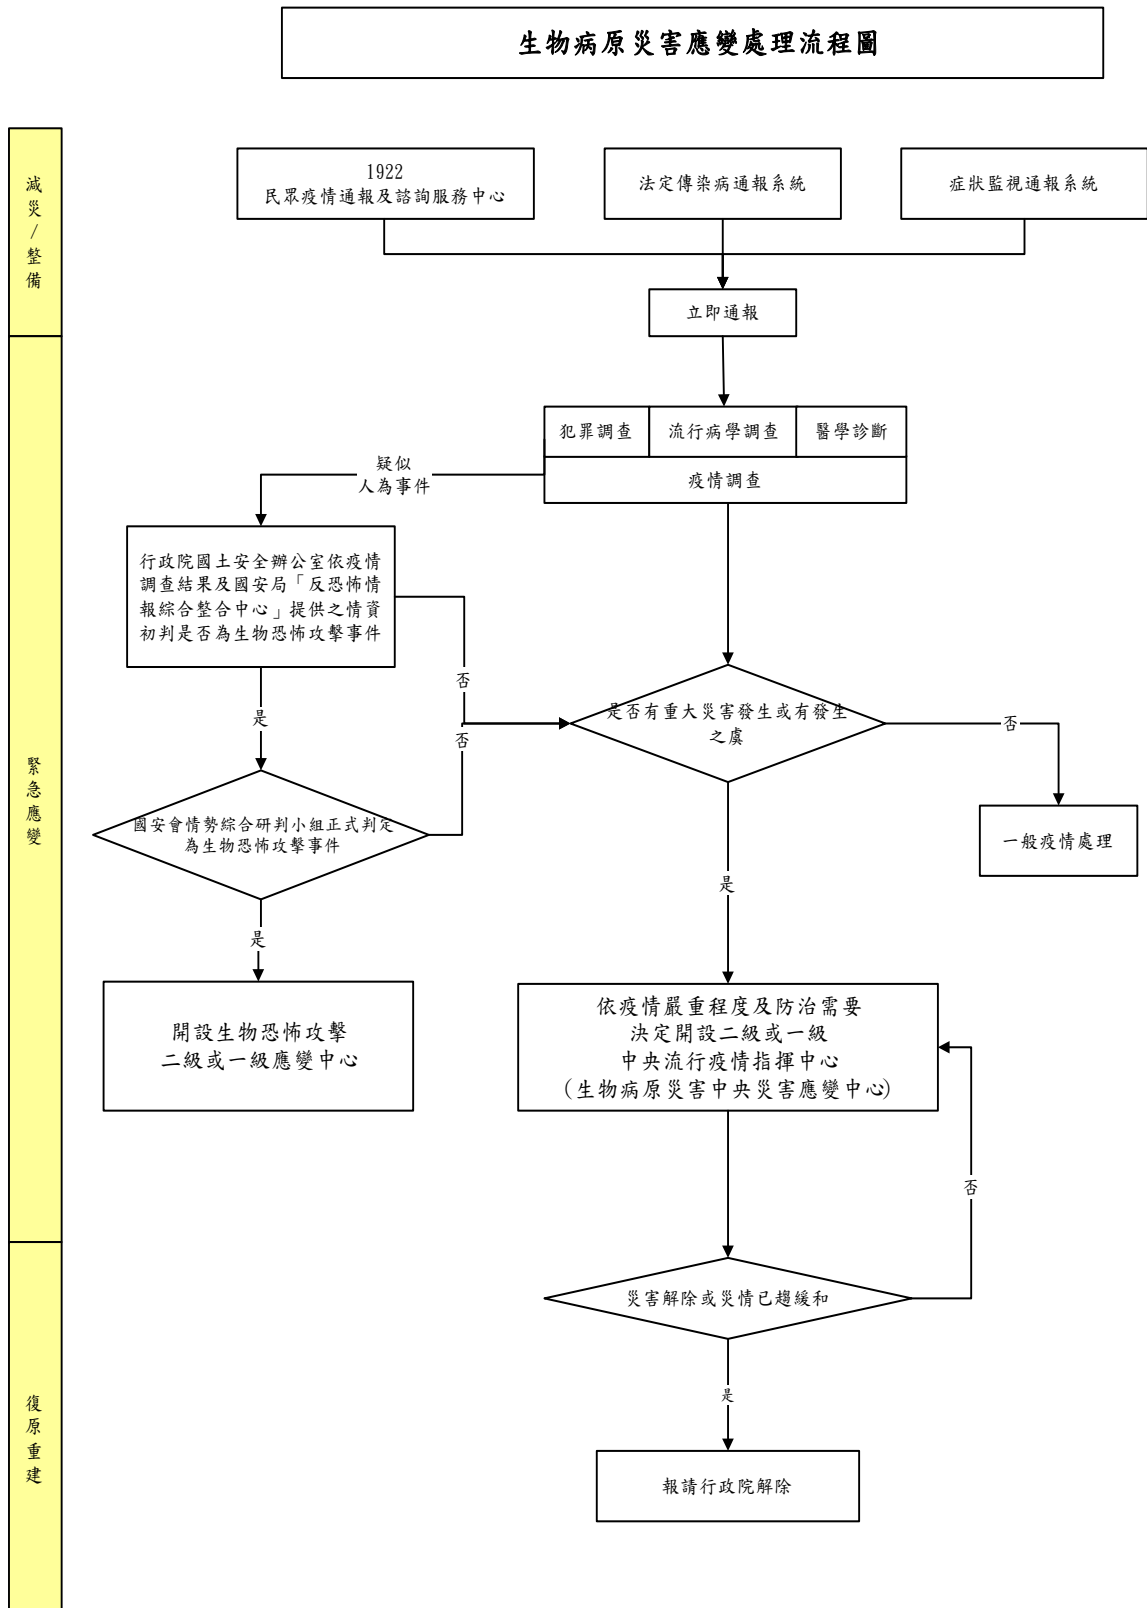 生物病原災害應變處理流程圖
減災/整備
1922
民眾疫情通報及諮詢服務中心
法定傳染病通報系統
症狀監視通報系統
立即通報
緊急應變
犯罪調查
流行病學調查
醫學診斷
疫情調查
疑似
人為事件
行政院國土安全辦公室依疫情
調查結果及國安局「反恐怖情
報綜合整合中心」提供之情資
初判是否為生物恐怖攻擊事件
否
是
是否有重大災害發生或有發生
之虞
否
否
國安會情勢綜合研判小組正式判定
為生物恐怖攻擊事件
一般疫情處理
是
是
開設生物恐怖攻擊
二級或一級應變中心
依疫情嚴重程度及防治需要
決定開設二級或一級
中央流行疫情指揮中心
(生物病原災害中央災害應變中心)
否
災害解除或災情已趨緩和
復原重建
是
報請行政院解除